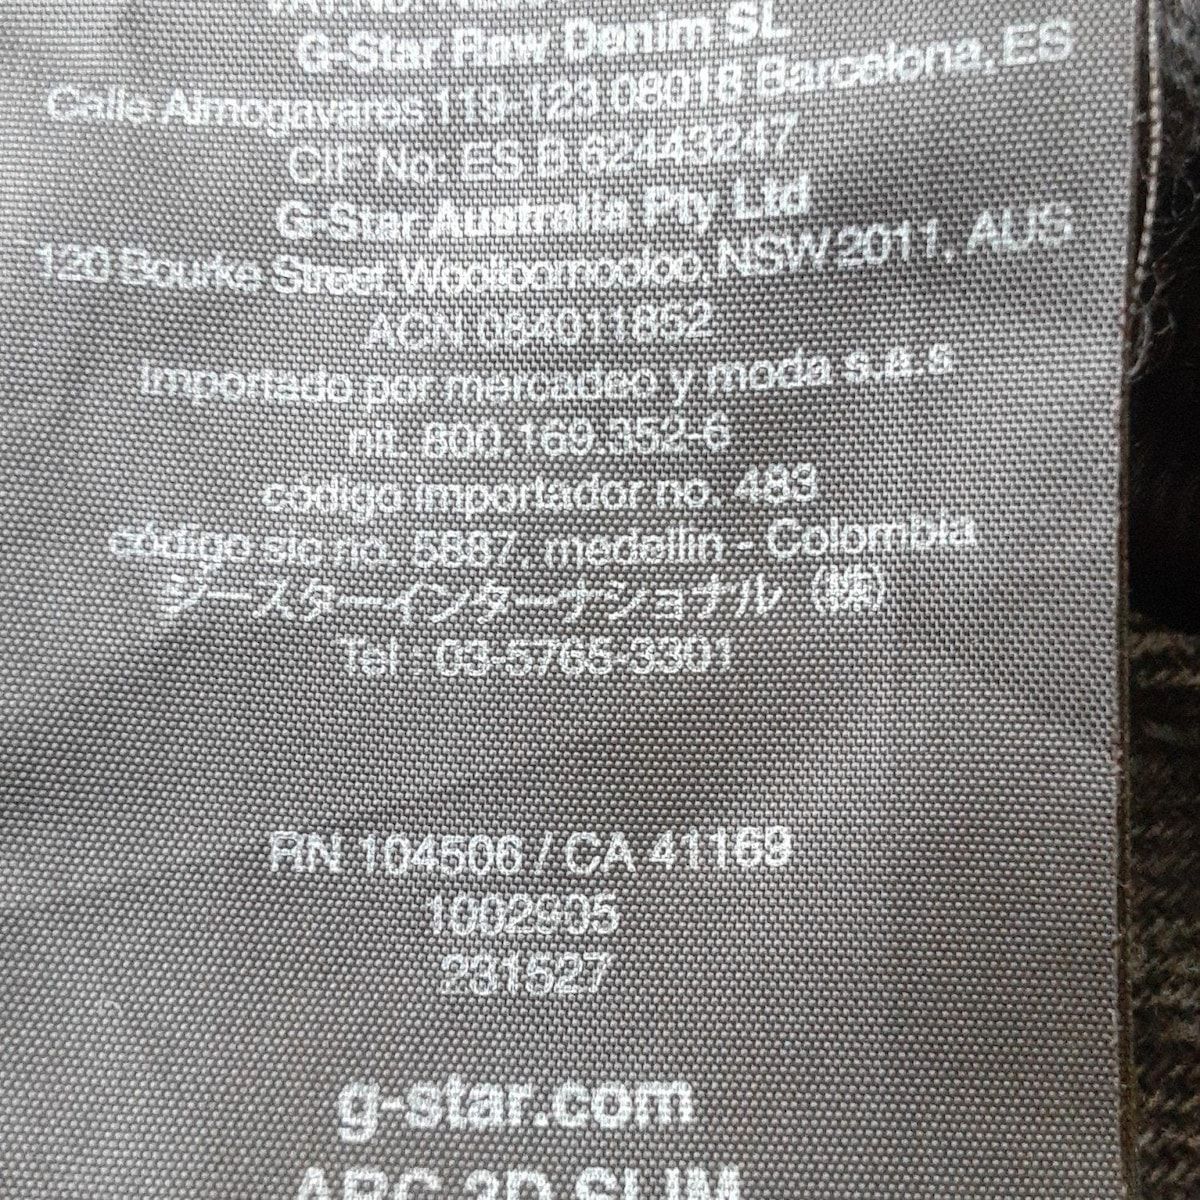 G-Star Raw Denim SL
Calle Almogavares 119-123 08018 Barcelona, ES
CIF No: ES B 62443247
G-Star Australia Pty Ltd
120 Bourke Street, Woolloomooloo, NSW 2011, AUS
ACN 084011852
Importado por mercadeo y moda s.a.s
nit. 800.169.352-6
código importador no. 483
código sic no. 5887, medellin - Colombia
ジースターインターナショナル (株)
Tel : 03-5765-3301
RN 104506 / CA 41169
1002905
231527
g-star.com
ARC 3D SLIM